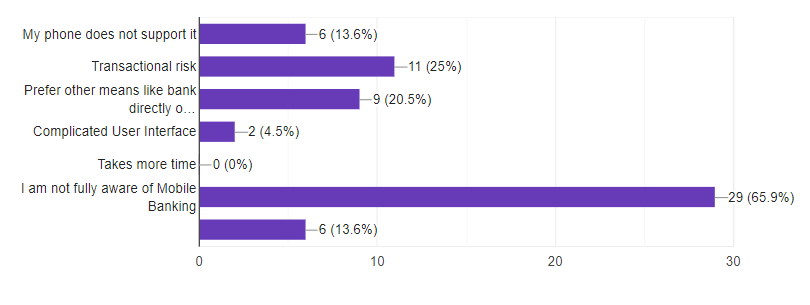 My phone does not support it
6 (13.6%)
Transactional risk
11 (25%)
Prefer other means like bank
directly o...
9 (20.5%)
Complicated User Interface
2 (4.5%)
Takes more time
0 (0%)
I am not fully aware of Mobile
Banking
29 (65.9%)
6 (13.6%)
0
10
20
30